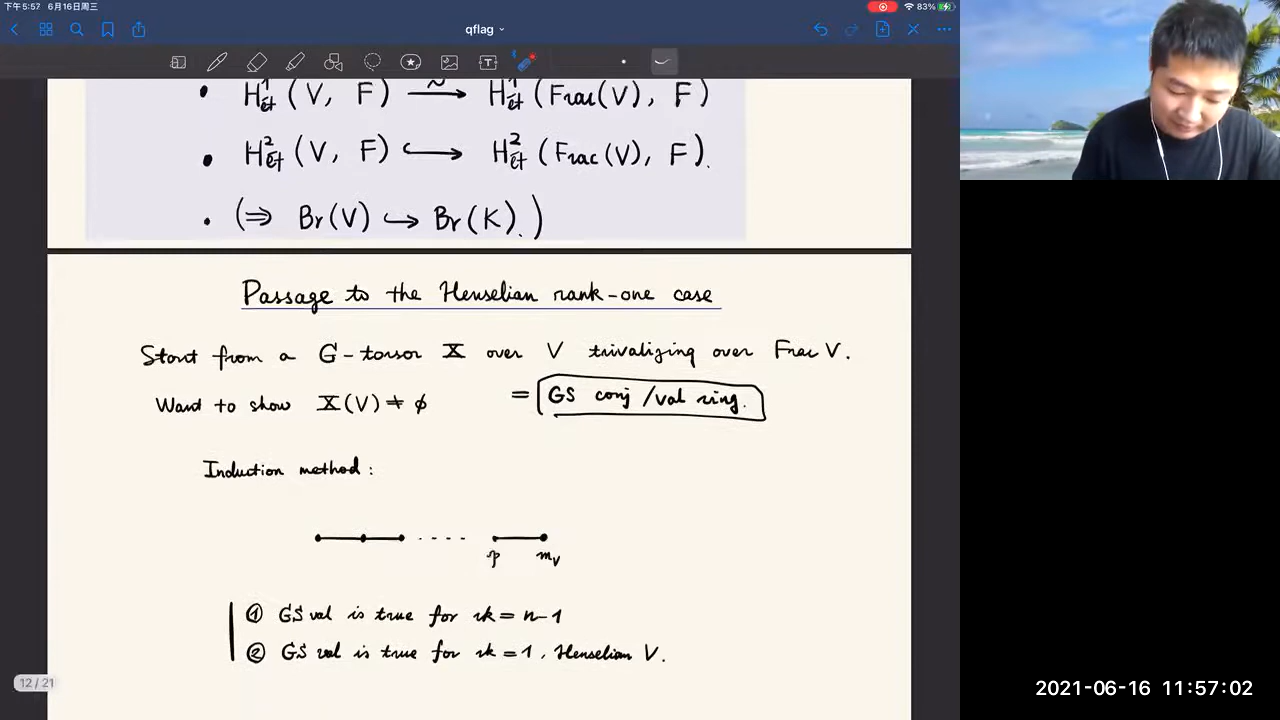 下午5:57 6月16日周三
83%
qflag
• H¹ét (V, F) ⥲ H¹ét (Frac(V), F)
• H²ét (V, F) ↪ H²ét (Frac(V), F).
• (⇒ Br(V) ↪ Br(K).)
Passage to the Henselian rank-one case
Start from a G-torsor 𝕏 over V trivalizing over Frac V.
Want to show 𝕏(V) ≠ ϕ = GS conj /val ring.
Induction method:
p m_V
① GS val is true for rk = n-1
② GS val is true for rk = 1, Henselian V.
12 / 21
2021-06-16 11:57:02